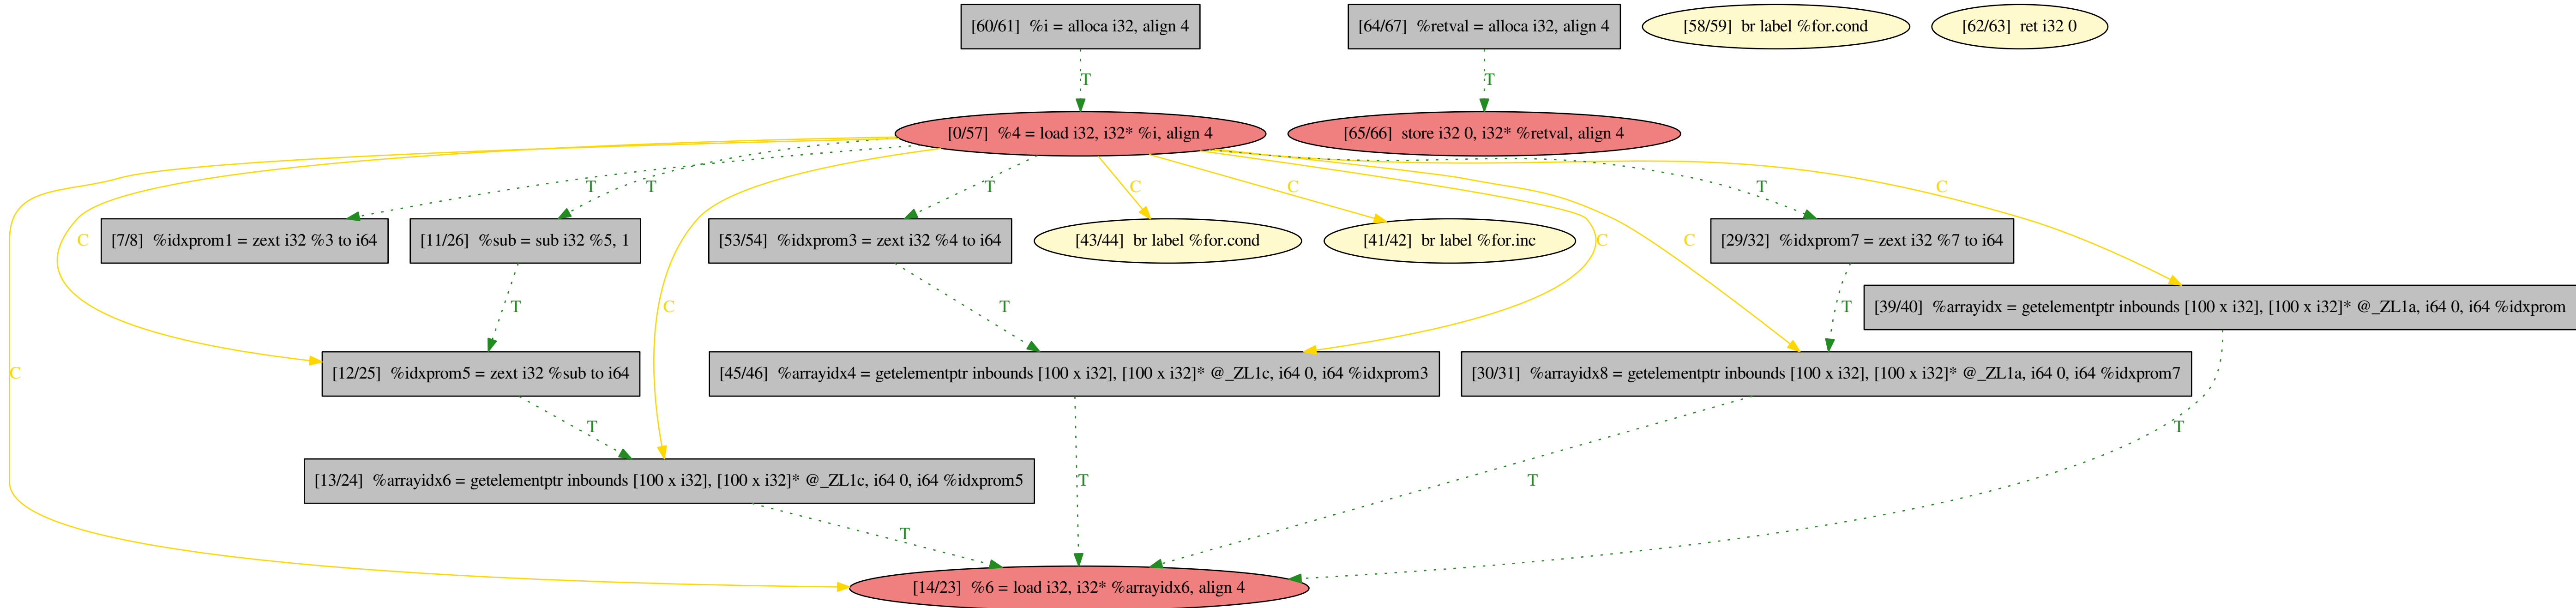 [60/61]  %i = alloca i32, align 4
[64/67]  %retval = alloca i32, align 4
[58/59]  br label %for.cond
[62/63]  ret i32 0
T
T
[0/57]  %4 = load i32, i32* %i, align 4
[65/66]  store i32 0, i32* %retval, align 4
T
T
T
C
C
T
C
C
[7/8]  %idxprom1 = zext i32 %3 to i64
[11/26]  %sub = sub i32 %5, 1
[53/54]  %idxprom3 = zext i32 %4 to i64
[43/44]  br label %for.cond
[41/42]  br label %for.inc
C
C
[29/32]  %idxprom7 = zext i32 %7 to i64
T
C
T
T
[39/40]  %arrayidx = getelementptr inbounds [100 x i32], [100 x i32]* @_ZL1a, i64 0, i64 %idxprom
C
[12/25]  %idxprom5 = zext i32 %sub to i64
[45/46]  %arrayidx4 = getelementptr inbounds [100 x i32], [100 x i32]* @_ZL1c, i64 0, i64 %idxprom3
[30/31]  %arrayidx8 = getelementptr inbounds [100 x i32], [100 x i32]* @_ZL1a, i64 0, i64 %idxprom7
T
T
[13/24]  %arrayidx6 = getelementptr inbounds [100 x i32], [100 x i32]* @_ZL1c, i64 0, i64 %idxprom5
T
T
T
[14/23]  %6 = load i32, i32* %arrayidx6, align 4